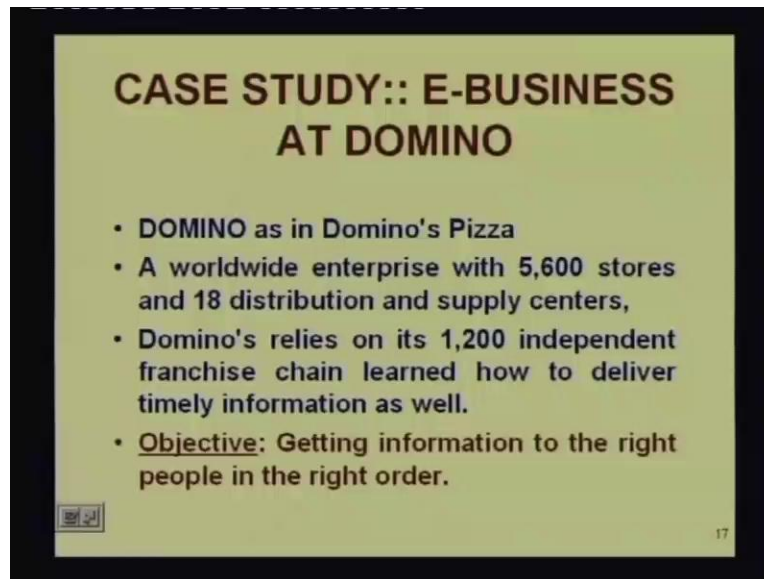 CASE STUDY:: E-BUSINESS
AT DOMINO
• DOMINO as in Domino's Pizza
• A worldwide enterprise with 5,600 stores
and 18 distribution and supply centers,
• Domino's relies on its 1,200 independent
franchise chain learned how to deliver
timely information as well.
• Objective: Getting information to the right
people in the right order.
17